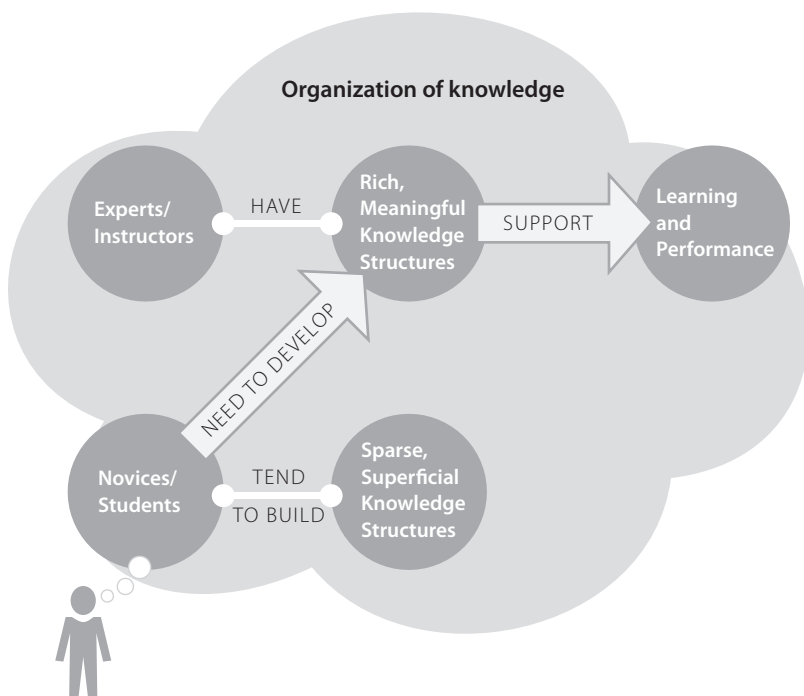 Organization of knowledge
Experts/
Instructors
HAVE
Rich,
Meaningful
Knowledge
Structures
SUPPORT
Learning
and
Performance
NEED TO DEVELOP
Novices/
Students
TEND
TO BUILD
Sparse,
Superficial
Knowledge
Structures